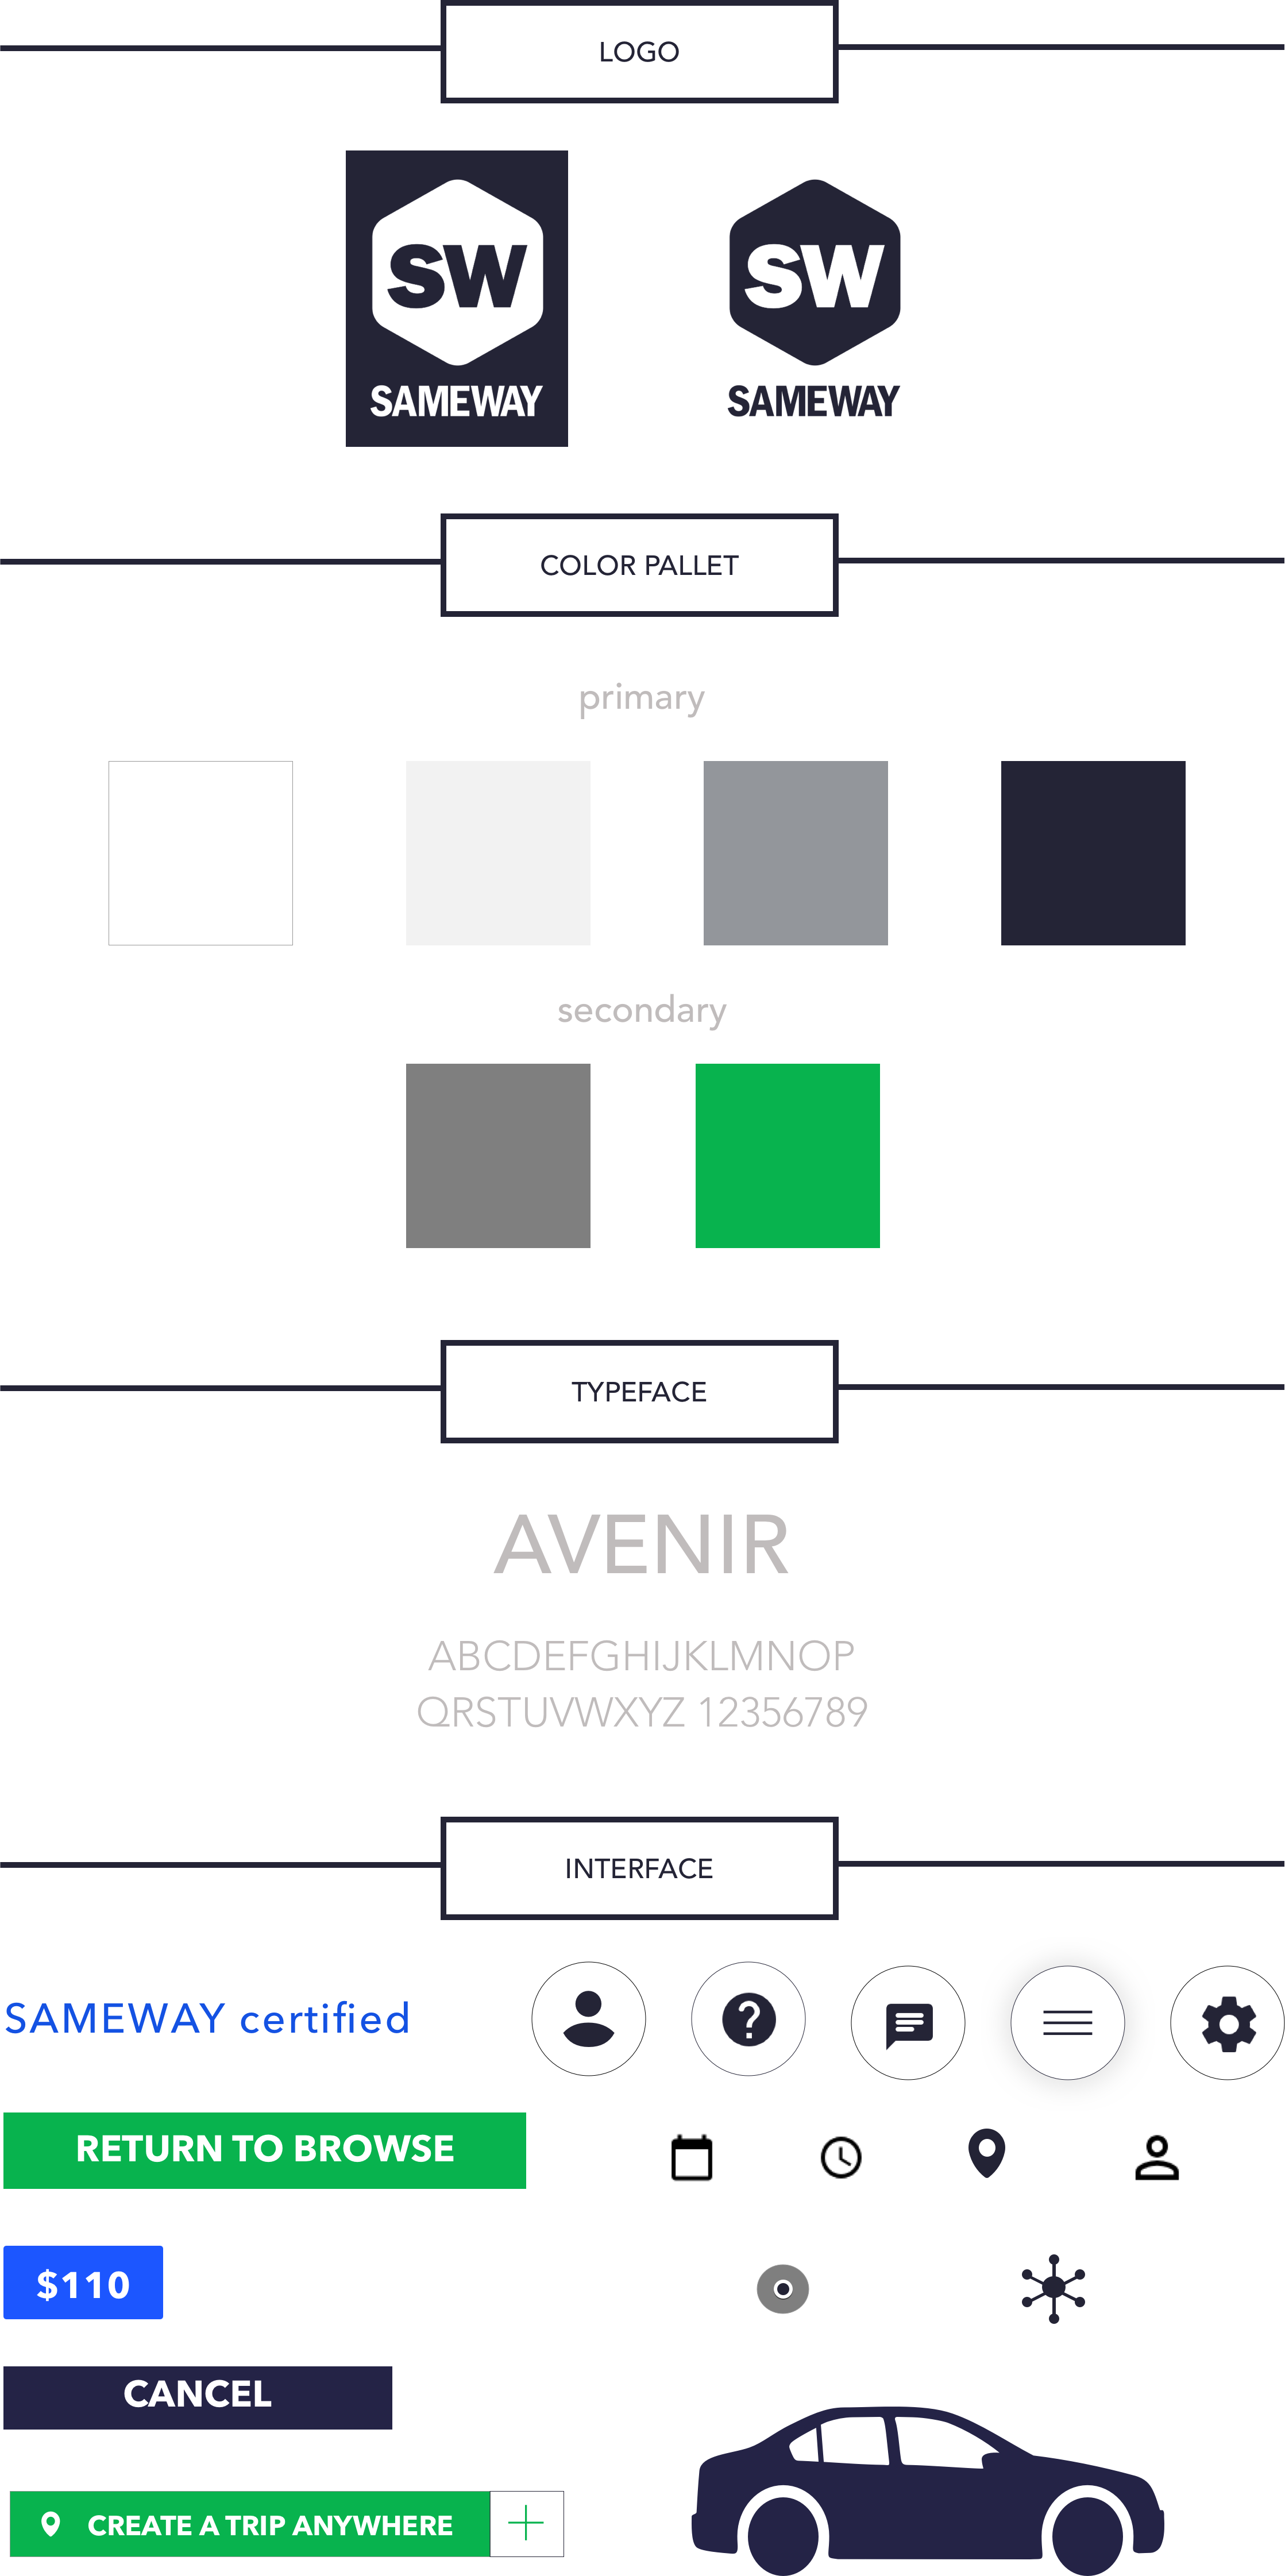 LOGO
SW
SAMEWAY
SW
SAMEWAY
COLOR PALLET
primary
secondary
TYPEFACE
AVENIR
ABCDEFGHIJKLMNOP
QRSTUVWXYZ 12356789
INTERFACE
SAMEWAY certified
?
RETURN TO BROWSE
$110
CANCEL
CREATE A TRIP ANYWHERE